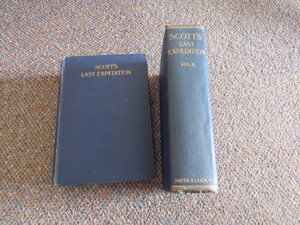 SCOTT'S
LAST EXPEDITION
SCOTT'S
LAST
EXPEDITION
VOL. II.
SMITH, ELDER &